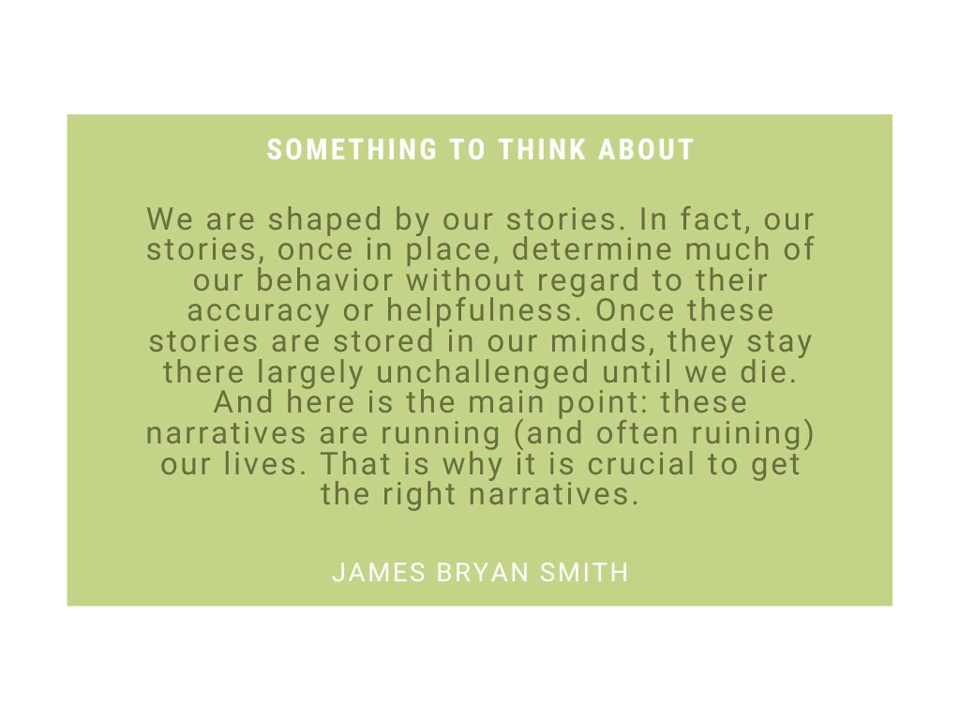 SOMETHING TO THINK ABOUT
We are shaped by our stories. In fact, our
stories, once in place, determine much of
our behavior without regard to their
accuracy or helpfulness. Once these
stories are stored in our minds, they stay
there largely unchallenged until we die.
And here is the main point: these
narratives are running (and often ruining)
our lives. That is why it is crucial to get
the right narratives.
JAMES BRYAN SMITH